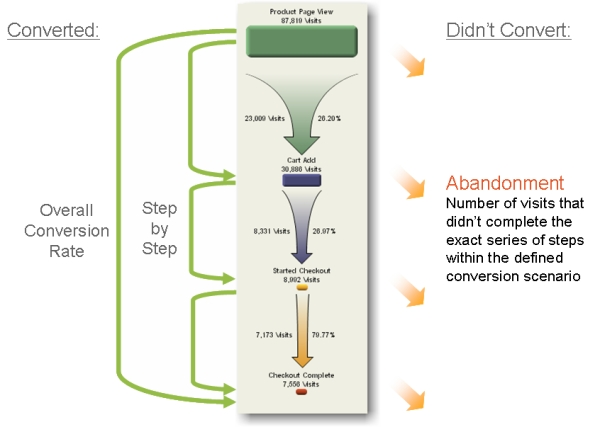 Converted:
Didn't Convert:
Product Page View
87,810 Visits
23,009 Visits
26.20%
Cart Add
30,886 Visits
Overall
Conversion
Rate
Step
by
Step
Abandonment
Number of visits that
didn't complete the
exact series of steps
within the defined
conversion scenario
8,331 Visits
26.97%
Started Checkout
8,992 Visits
7,173 Visits
79.77%
Checkout Complete
7,556 Visits